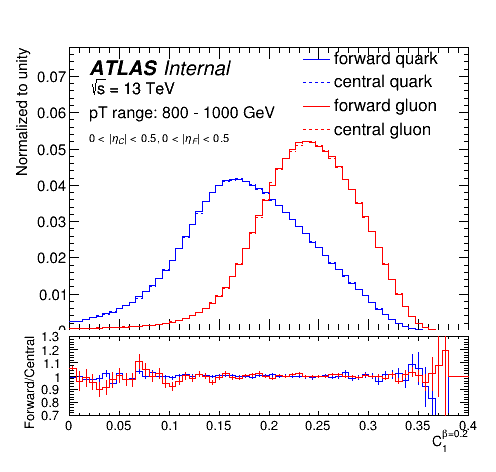 Normalized to unity
0.07
0.06
0.05
0.04
0.03
0.02
0.01
0
ATLAS Internal
√s = 13 TeV
pT range: 800 - 1000 GeV
0 < |η_C| < 0.5, 0 < |η_F| < 0.5
forward quark
central quark
forward gluon
central gluon
Forward/Central
1.3
1.2
1.1
1
0.9
0.8
0.7
0 0.05 0.1 0.15 0.2 0.25 0.3 0.35 0.4
C_1^{β=0.2}